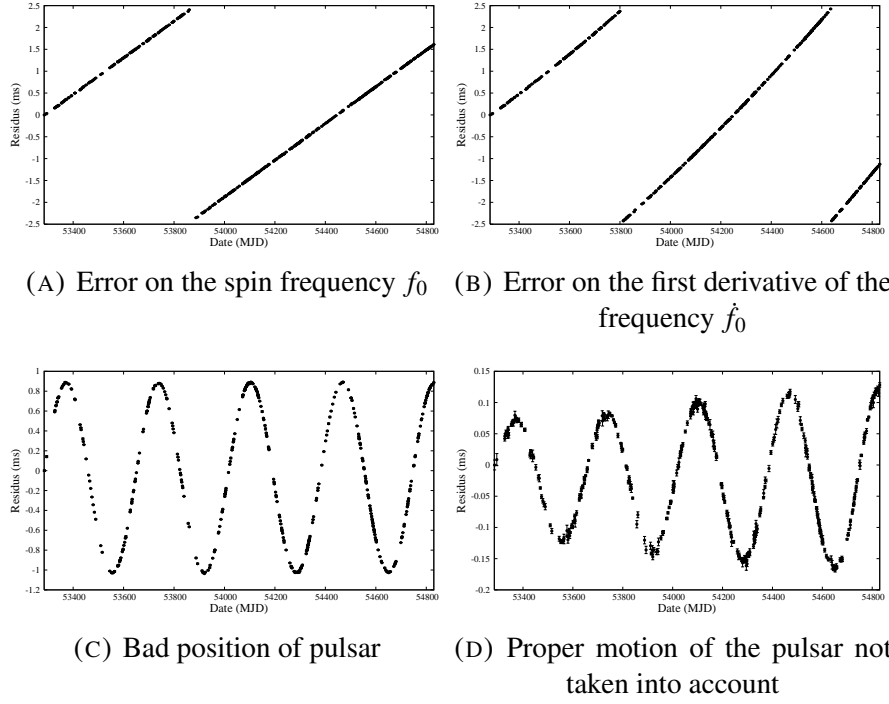 2.5
2
1.5
1
0.5
0
-0.5
-1
-1.5
-2
-2.5
Residus (ms)
53400 53600 53800 54000 54200 54400 54600 54800
Date (MJD)
2.5
2
1.5
1
0.5
0
-0.5
-1
-1.5
-2
-2.5
Residus (ms)
53400 53600 53800 54000 54200 54400 54600 54800
Date (MJD)
(A) Error on the spin frequency f₀
(B) Error on the first derivative of the
frequency ḟ₀
1
0.8
0.6
0.4
0.2
0
-0.2
-0.4
-0.6
-0.8
-1
-1.2
Residus (ms)
53400 53600 53800 54000 54200 54400 54600 54800
Date (MJD)
0.15
0.1
0.05
0
-0.05
-0.1
-0.15
-0.2
Residus (ms)
53400 53600 53800 54000 54200 54400 54600 54800
Date (MJD)
(C) Bad position of pulsar
(D) Proper motion of the pulsar not
taken into account